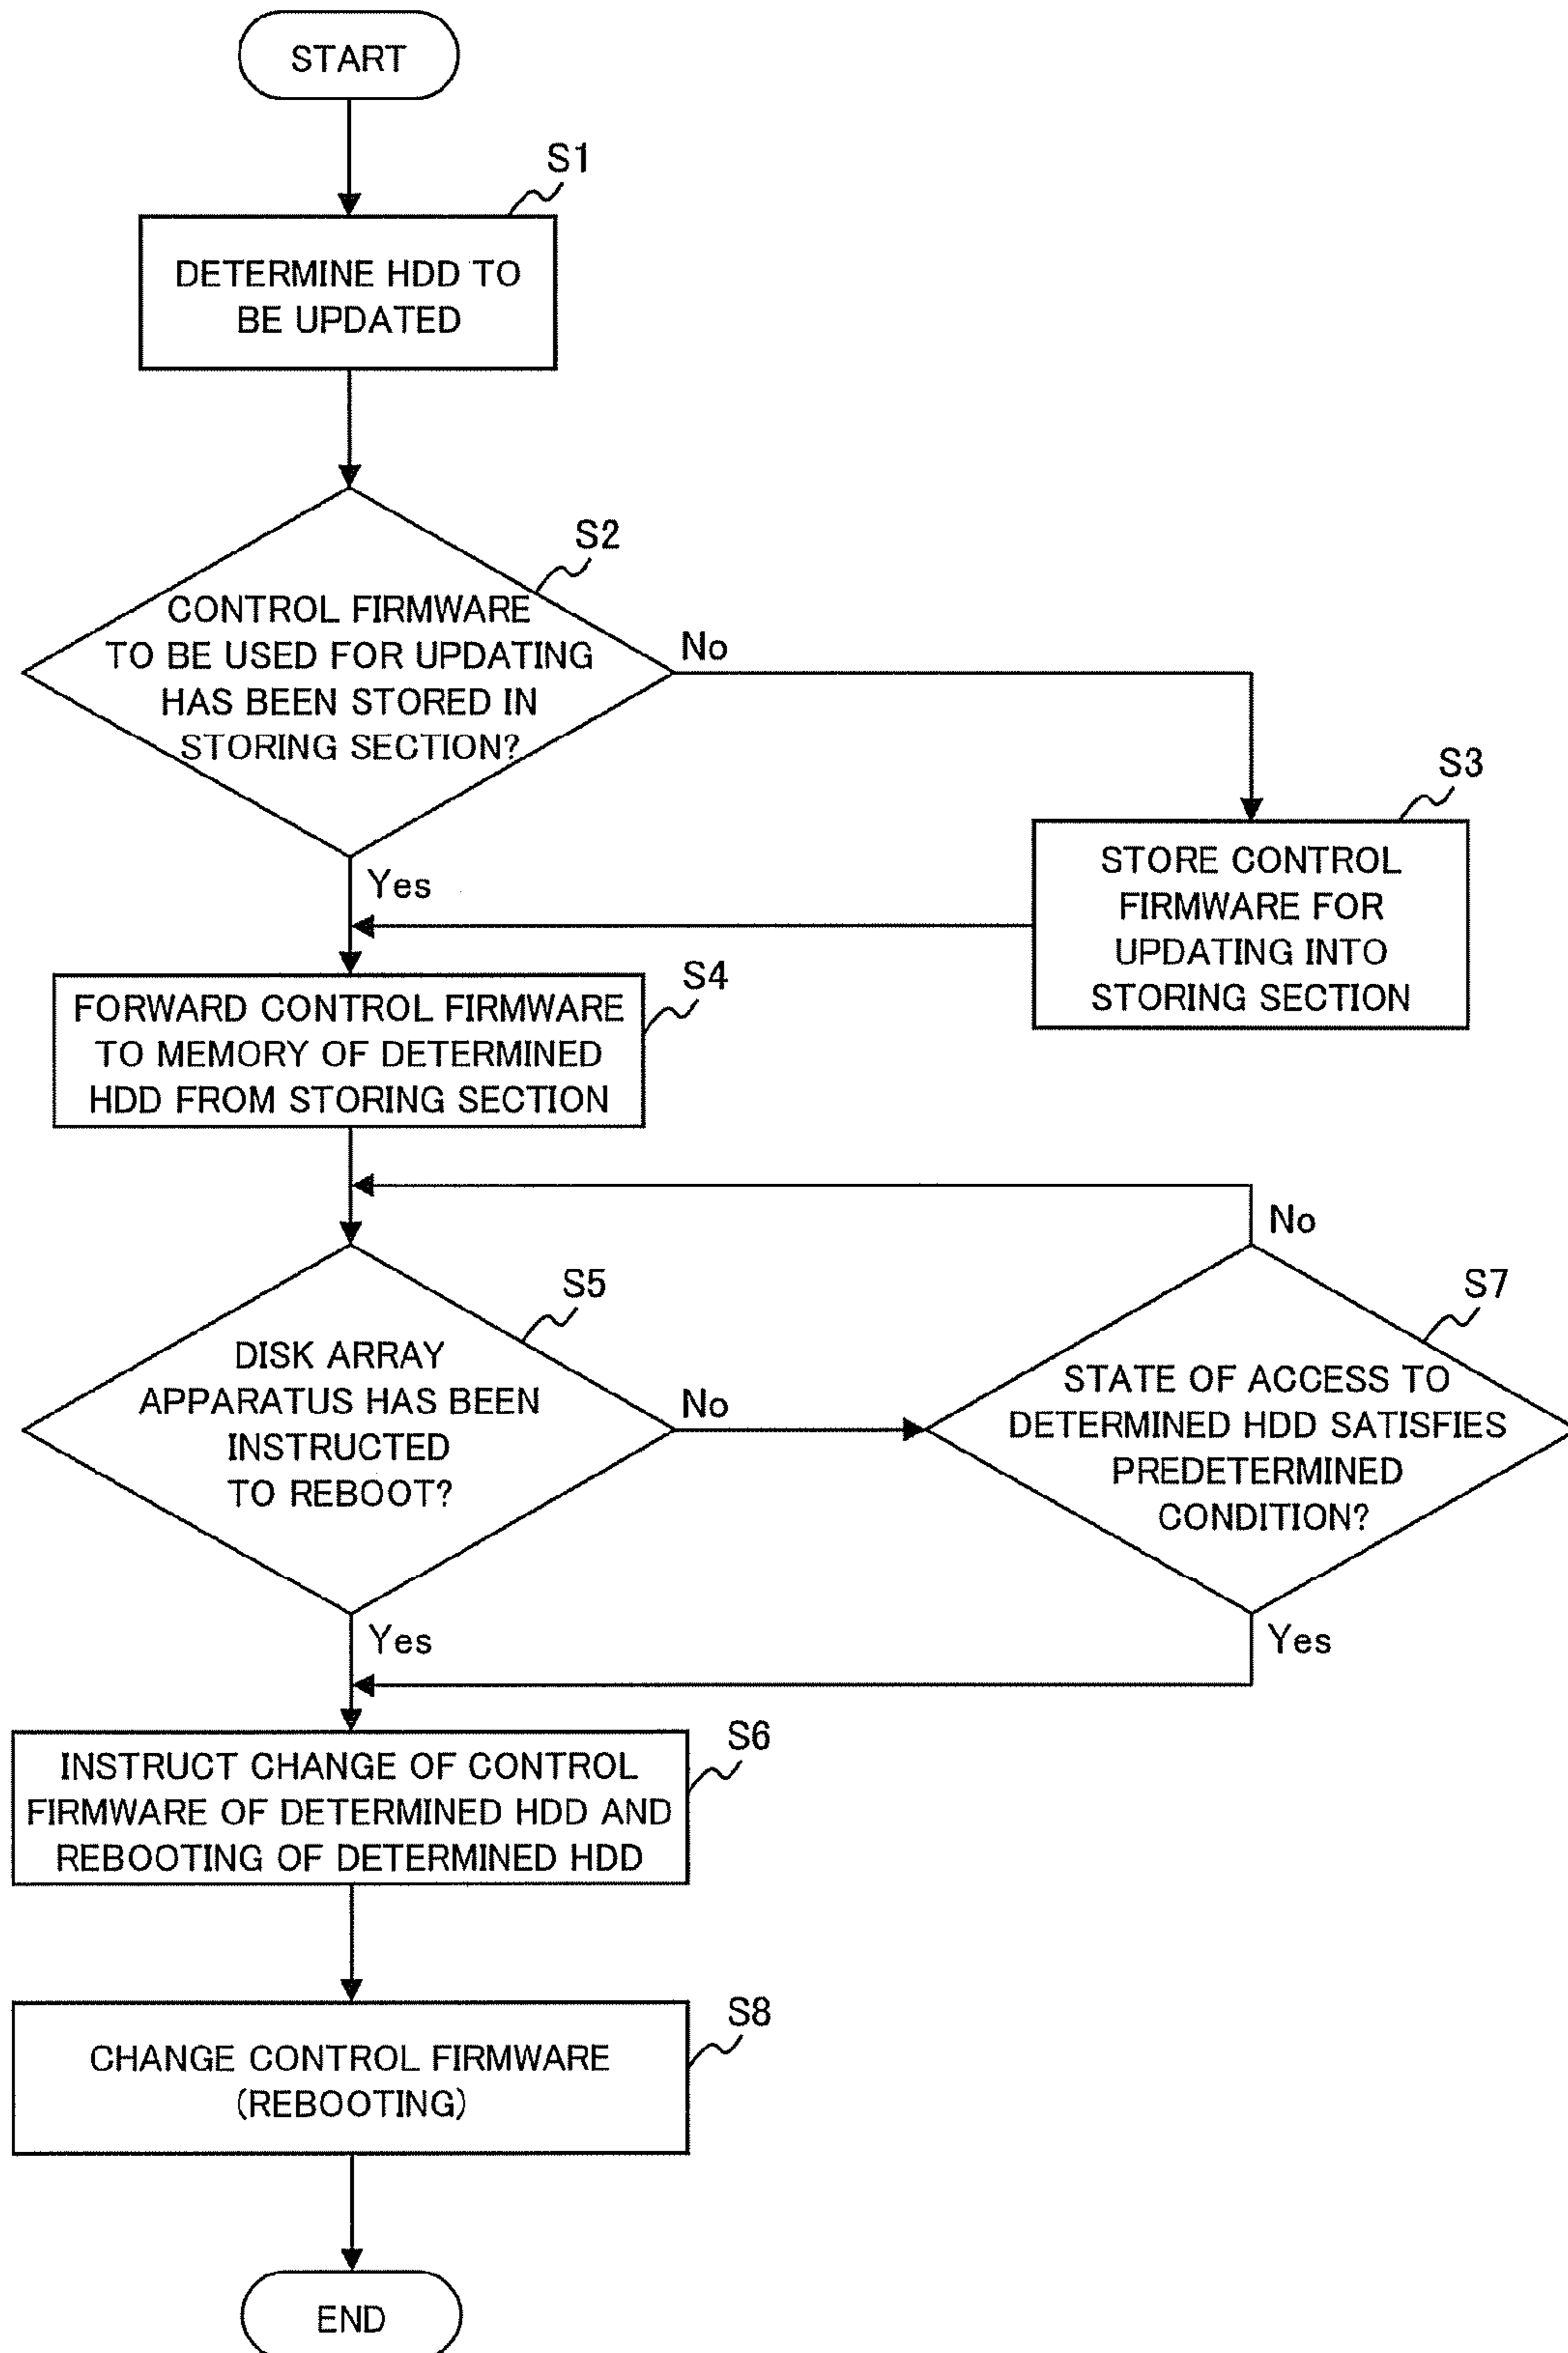 START
S1
DETERMINE HDD TO
BE UPDATED
S2
CONTROL FIRMWARE
TO BE USED FOR UPDATING
HAS BEEN STORED IN
STORING SECTION?
No
Yes
S3
STORE CONTROL
FIRMWARE FOR
UPDATING INTO
STORING SECTION
S4
FORWARD CONTROL FIRMWARE
TO MEMORY OF DETERMINED
HDD FROM STORING SECTION
S5
DISK ARRAY
APPARATUS HAS BEEN
INSTRUCTED
TO REBOOT?
No
Yes
No
S7
STATE OF ACCESS TO
DETERMINED HDD SATISFIES
PREDETERMINED
CONDITION?
Yes
S6
INSTRUCT CHANGE OF CONTROL
FIRMWARE OF DETERMINED HDD AND
REBOOTING OF DETERMINED HDD
S8
CHANGE CONTROL FIRMWARE
(REBOOTING)
END